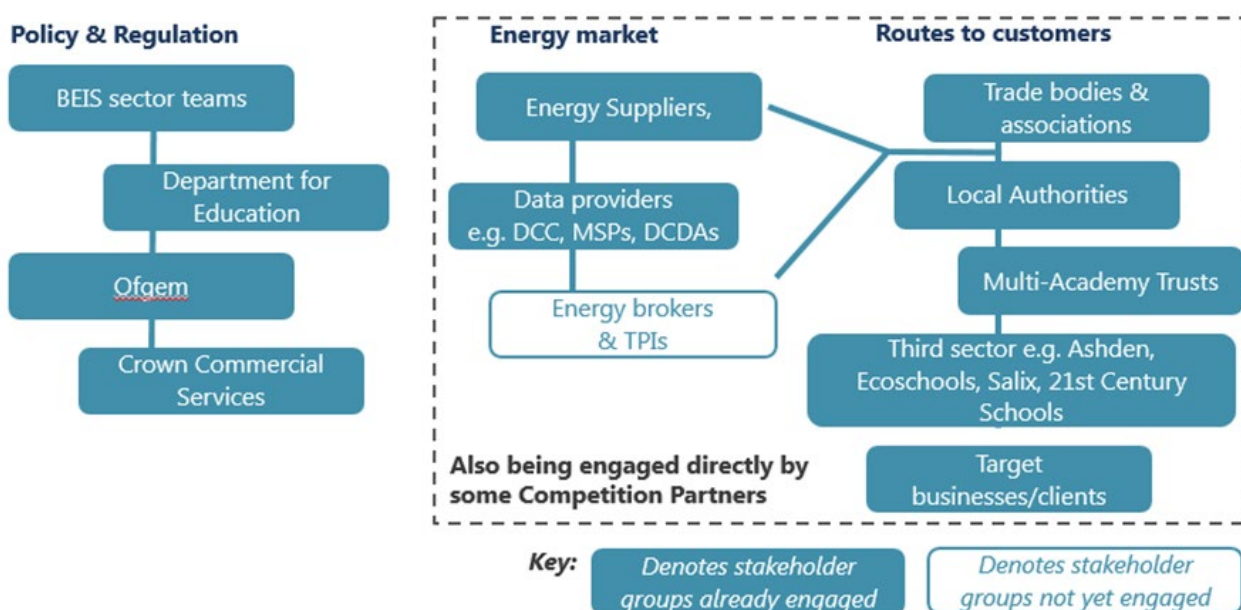 Policy & Regulation
BEIS sector teams
Department for
Education
Ofgem
Crown Commercial
Services
Energy market
Energy Suppliers,
Data providers
e.g. DCC, MSPs, DCDAs
Energy brokers
& TPIs
Routes to customers
Trade bodies &
associations
Local Authorities
Multi-Academy Trusts
Third sector e.g. Ashden,
Ecoschools, Salix, 21st Century
Schools
Target
businesses/clients
Also being engaged directly by
some Competition Partners
Key:
Denotes stakeholder
groups already engaged
Denotes stakeholder
groups not yet engaged